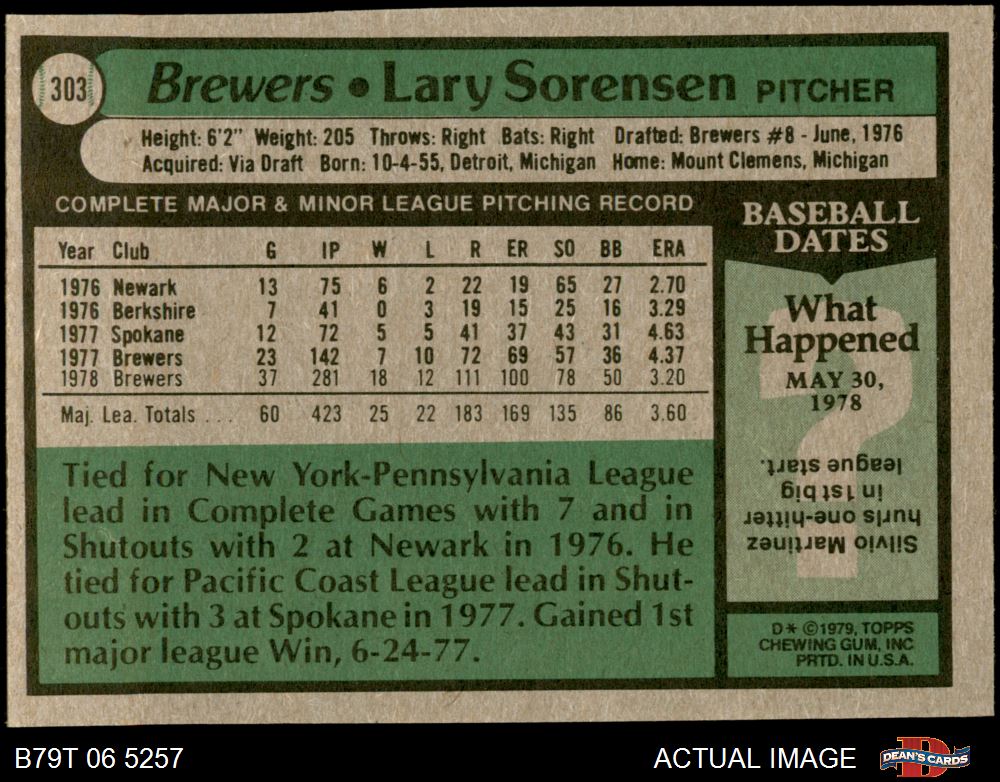 303
Brewers • Lary Sorensen PITCHER
Height: 6'2" Weight: 205 Throws: Right Bats: Right Drafted: Brewers #8 - June, 1976
Acquired: Via Draft Born: 10-4-55, Detroit, Michigan Home: Mount Clemens, Michigan
COMPLETE MAJOR & MINOR LEAGUE PITCHING RECORD
Year Club G IP W L R ER SO BB ERA
1976 Newark 13 75 6 2 22 19 65 27 2.70
1976 Berkshire 7 41 0 3 19 15 25 16 3.29
1977 Spokane 12 72 5 5 41 37 43 31 4.63
1977 Brewers 23 142 7 10 72 69 57 36 4.37
1978 Brewers 37 281 18 12 111 100 78 50 3.20
Maj. Lea. Totals ... 60 423 25 22 183 169 135 86 3.60
Tied for New York-Pennsylvania League
lead in Complete Games with 7 and in
Shutouts with 2 at Newark in 1976. He
tied for Pacific Coast League lead in Shut-
outs with 3 at Spokane in 1977. Gained 1st
major league Win, 6-24-77.
BASEBALL
DATES
What
Happened
MAY 30,
1978
?
Silvio Martinez
hurls one-hitter
in 1st big
league start.
D* ©1979, TOPPS
CHEWING GUM, INC
PRTD. IN U.S.A.
B79T 06 5257
ACTUAL IMAGE
D
DEAN'S CARDS